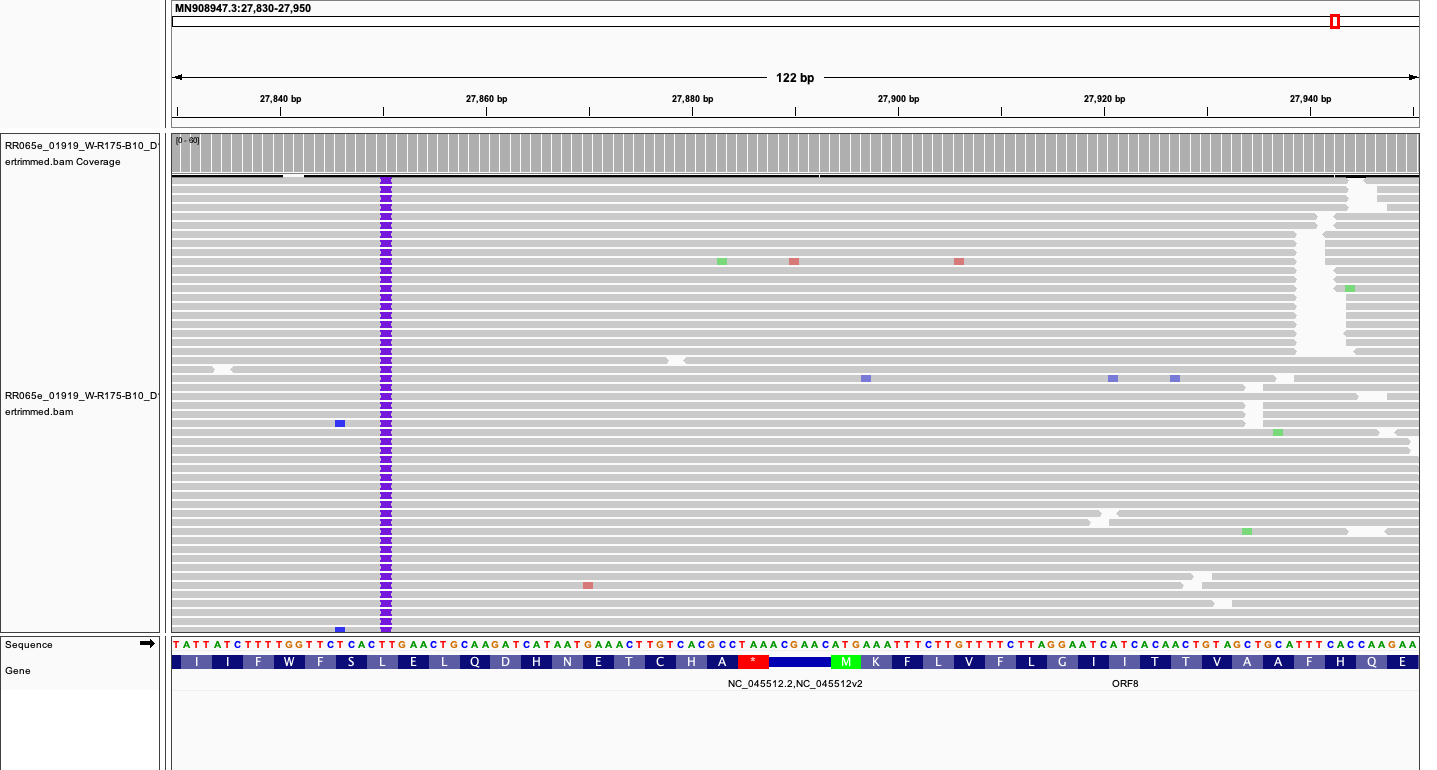 MN908947.3:27,830-27,950
122 bp
27,840 bp 27,860 bp 27,880 bp 27,900 bp 27,920 bp 27,940 bp
RR065e_01919_W-R175-B10_D
[0 - 60]
ertrimmed.bam Coverage
RR065e_01919_W-R175-B10_D
ertrimmed.bam
Sequence
TATTATCTTTTGGTTCTCACTTGAACTGCAAGATCATAATGAAACTTGTCACGCCTAAACGAACATGAAATTTCTTGTTTTCTTAGGAATCATCACAACTGTAGCTGCATTTCACCAAGAA
Gene
I I F W F S L E L Q D H N E T C H A * M K F L V F L G I I T T V A A F H Q E
NC_045512.2,NC_045512v2
ORF8